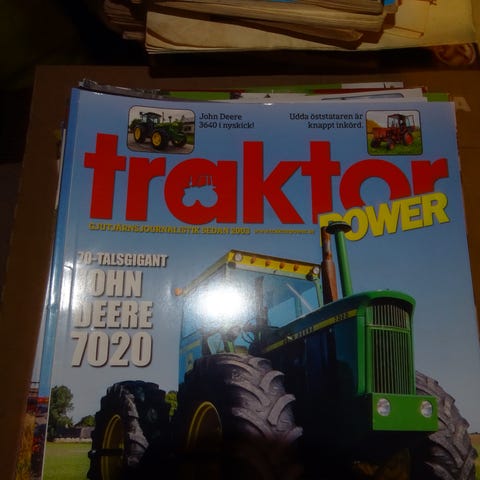 John Deere
3640 i nyskick!
Udda öststataren är
knappt inkörd.
traktor
POWER
GJUTJÄRNSJOURNALISTIK SEDAN 2003
70-TALSGIGANT
JOHN
DEERE
7020